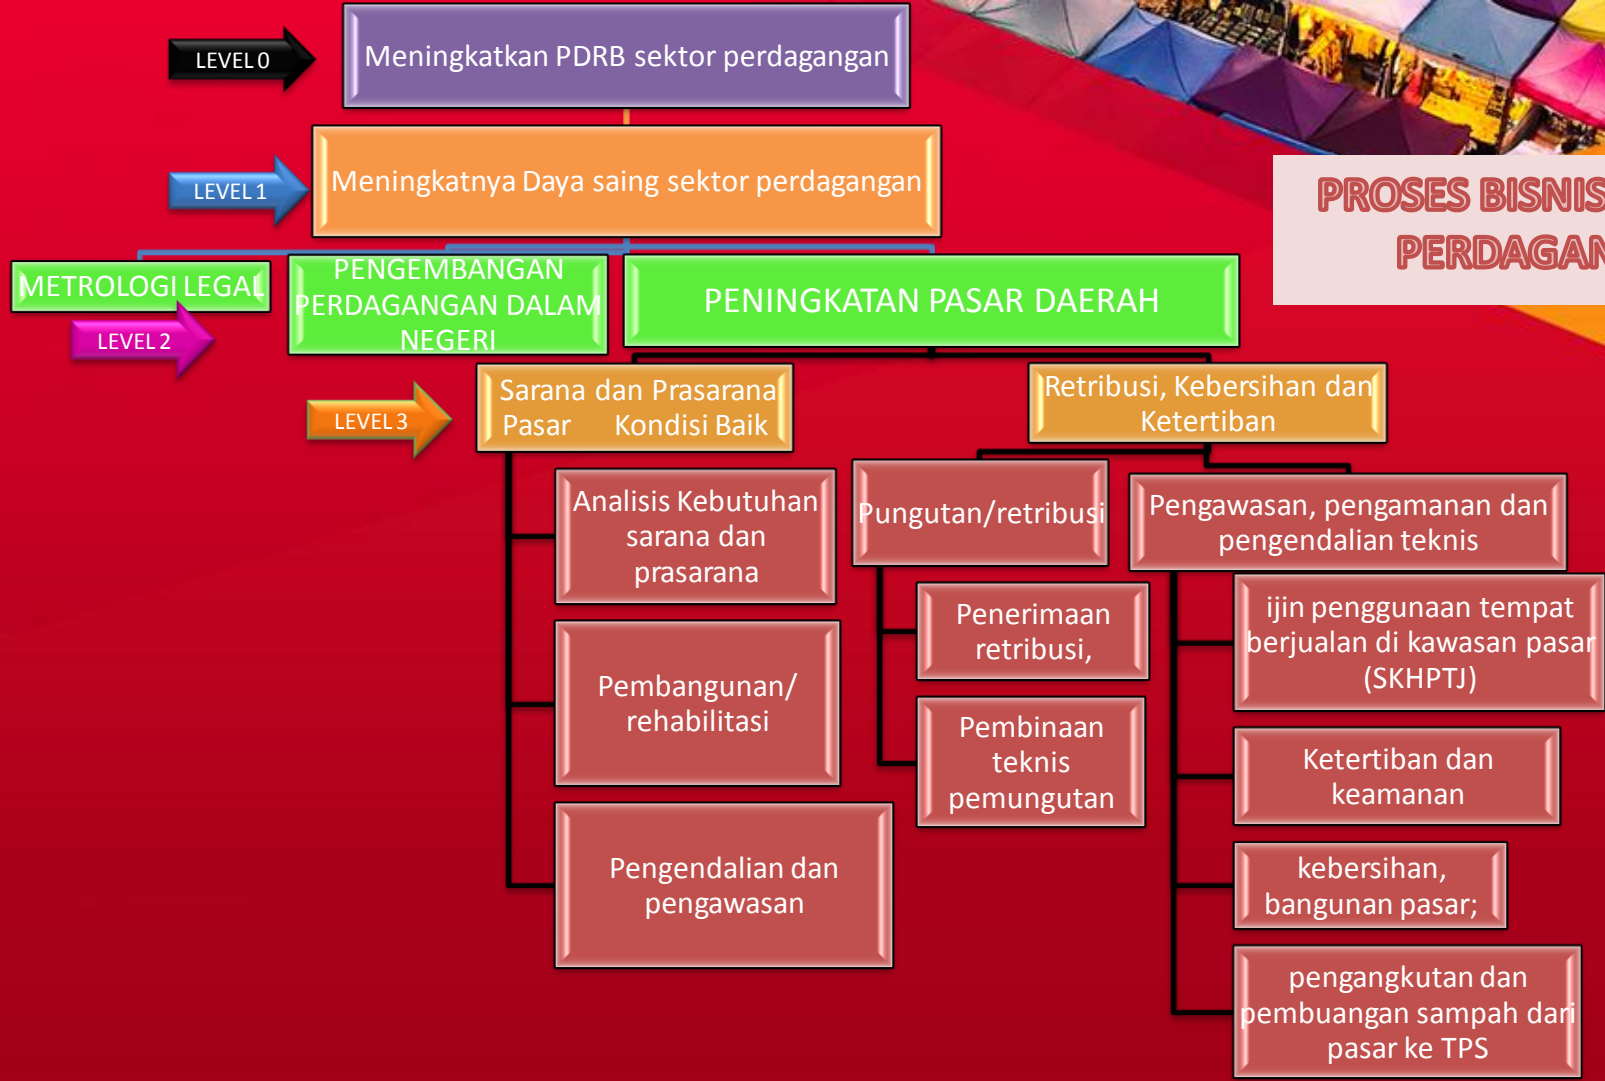 LEVEL 0
Meningkatkan PDRB sektor perdagangan
LEVEL 1
Meningkatnya Daya saing sektor perdagangan
PROSES BISNIS
METROLOGI LEGAL
PENGEMBANGAN
PERDAGANGAN DALAM
NEGERI
PENINGKATAN PASAR DAERAH
LEVEL 2
LEVEL 3
Sarana dan Prasarana
Pasar Kondisi Baik
Retribusi, Kebersihan dan
Ketertiban
Analisis Kebutuhan
sarana dan
prasarana
Pembangunan/
rehabilitasi
Pengendalian dan
pengawasan
Pungutan/retribusi
Penerimaan
retribusi,
Pembinaan
teknis
pemungutan
Pengawasan, pengamanan dan
pengendalian teknis
ijin penggunaan tempat
berjualan di kawasan pasar
(SKHPTJ)
Ketertiban dan
keamanan
kebersihan,
bangunan pasar;
pengangkutan dan
pembuangan sampah dari
pasar ke TPS